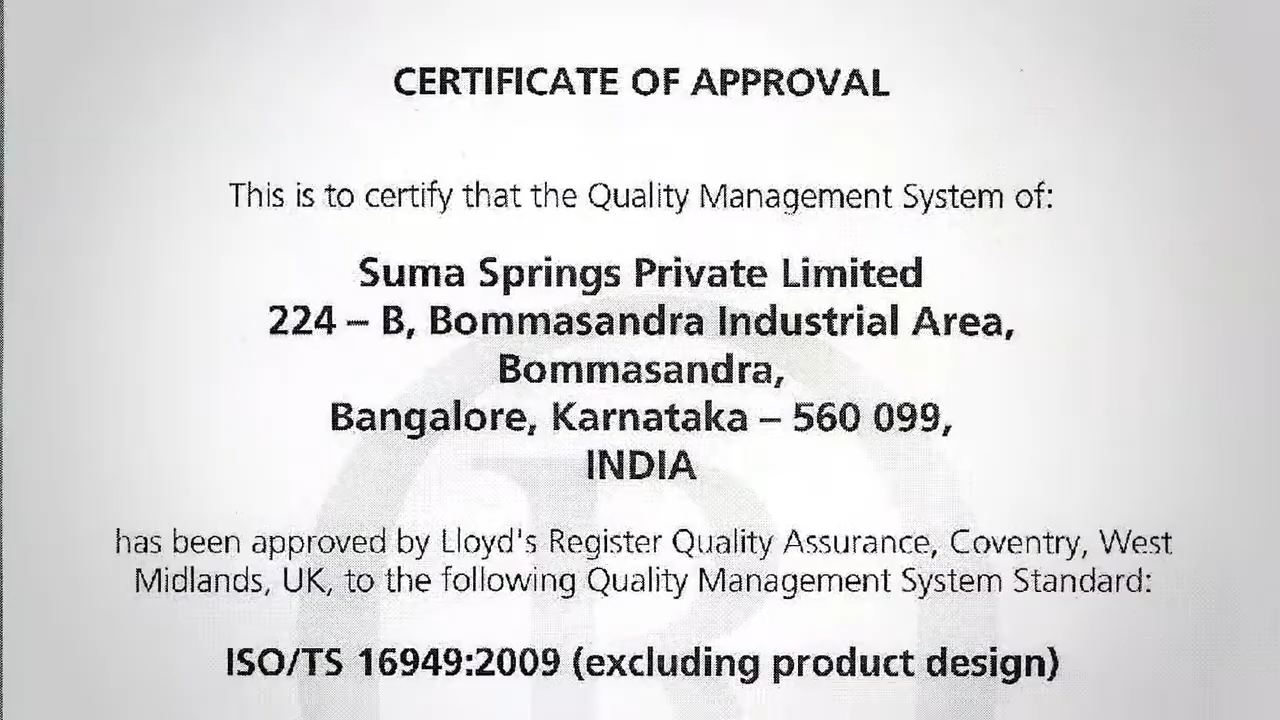 CERTIFICATE OF APPROVAL
This is to certify that the Quality Management System of:
Suma Springs Private Limited
224 – B, Bommasandra Industrial Area,
Bommasandra,
Bangalore, Karnataka – 560 099,
INDIA
has been approved by Lloyd's Register Quality Assurance, Coventry, West
Midlands, UK, to the following Quality Management System Standard:
ISO/TS 16949:2009 (excluding product design)